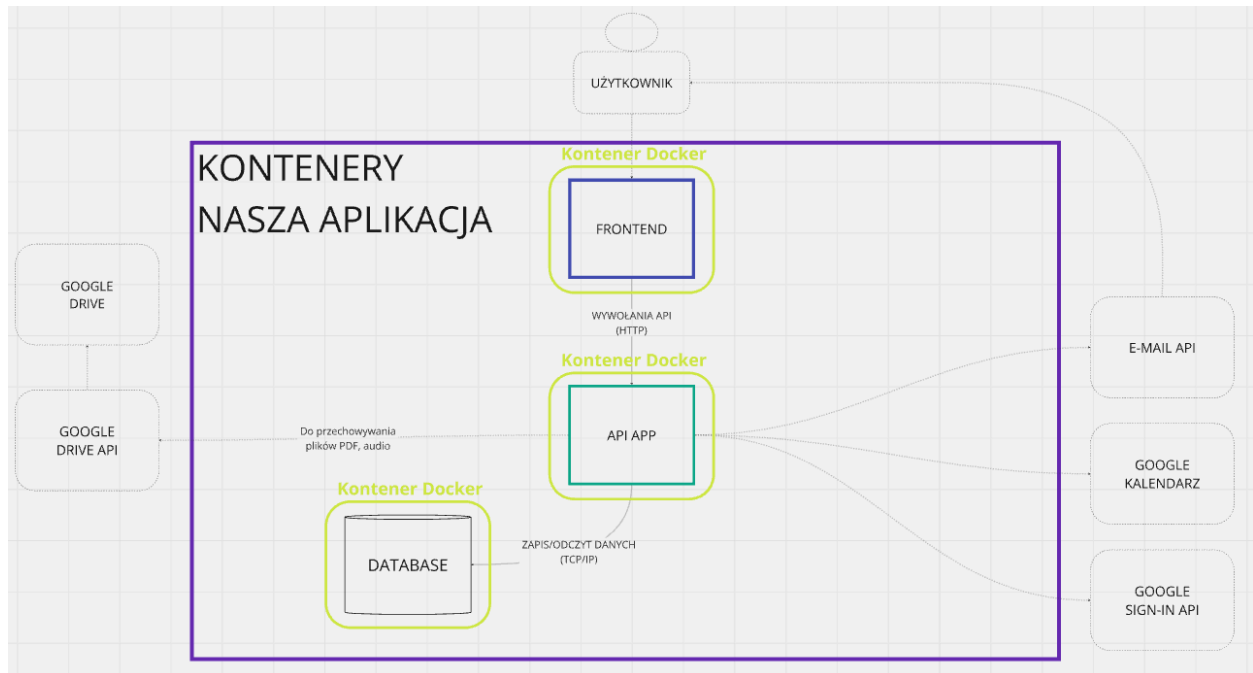 UŻYTKOWNIK
KONTENERY
NASZA APLIKACJA
Kontener Docker
FRONTEND
WYWOŁANIA API
(HTTP)
Kontener Docker
API APP
GOOGLE
DRIVE
GOOGLE
DRIVE API
Do przechowywania
plików PDF, audio
Kontener Docker
DATABASE
ZAPIS/ODCZYT DANYCH
(TCP/IP)
E-MAIL API
GOOGLE
KALENDARZ
GOOGLE
SIGN-IN API